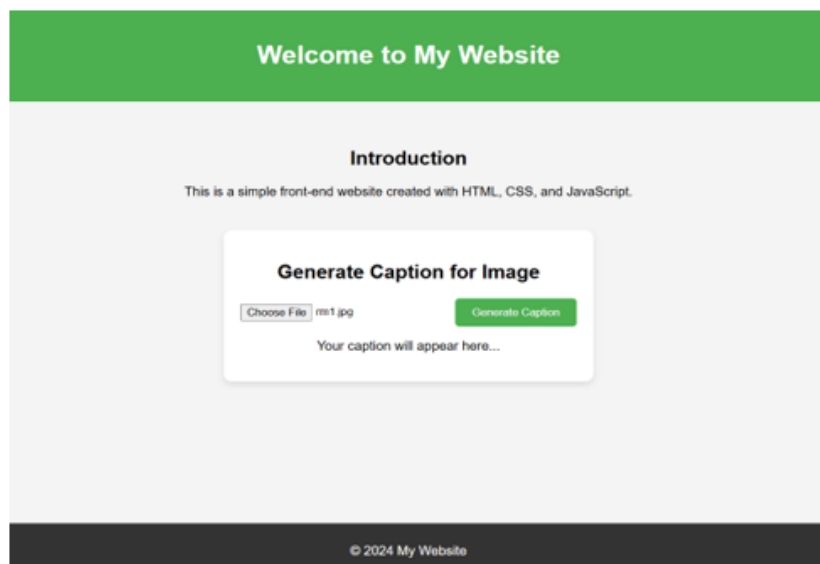 Welcome to My Website
Introduction
This is a simple front-end website created with HTML, CSS, and JavaScript.
Generate Caption for Image
Choose File rm1.jpg Generate Caption
Your caption will appear here...
© 2024 My Website